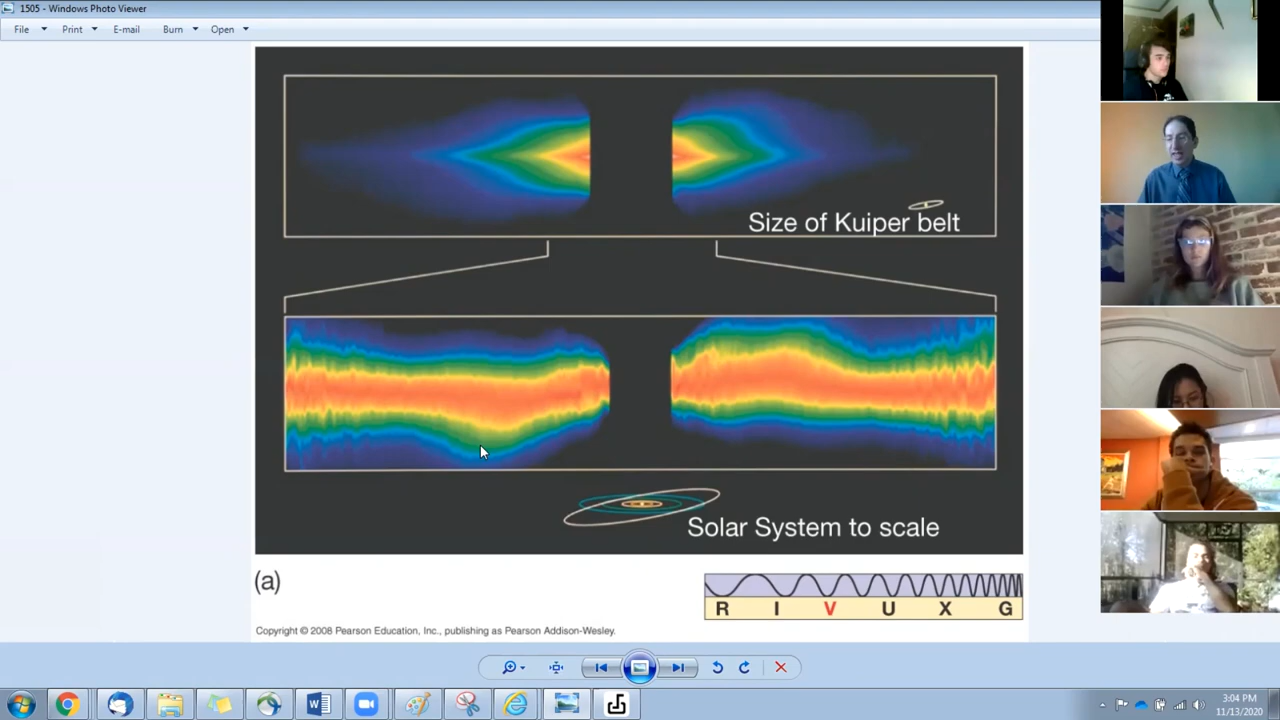 1505 - Windows Photo Viewer
File Print E-mail Burn Open
Size of Kuiper belt
Solar System to scale
(a)
R I V U X G
Copyright © 2008 Pearson Education, Inc., publishing as Pearson Addison-Wesley.
3:04 PM
11/13/2020